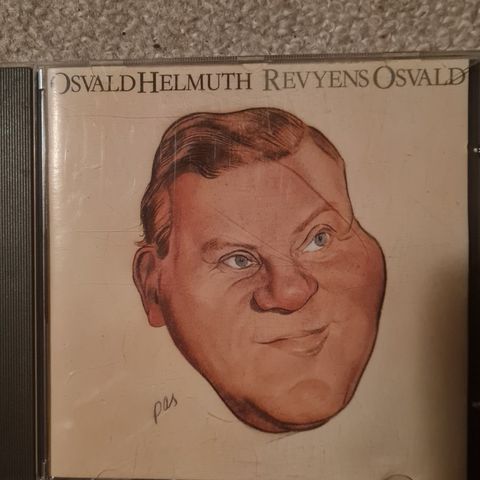 OSVALD HELMUTH REVYENS OSVALD
pas